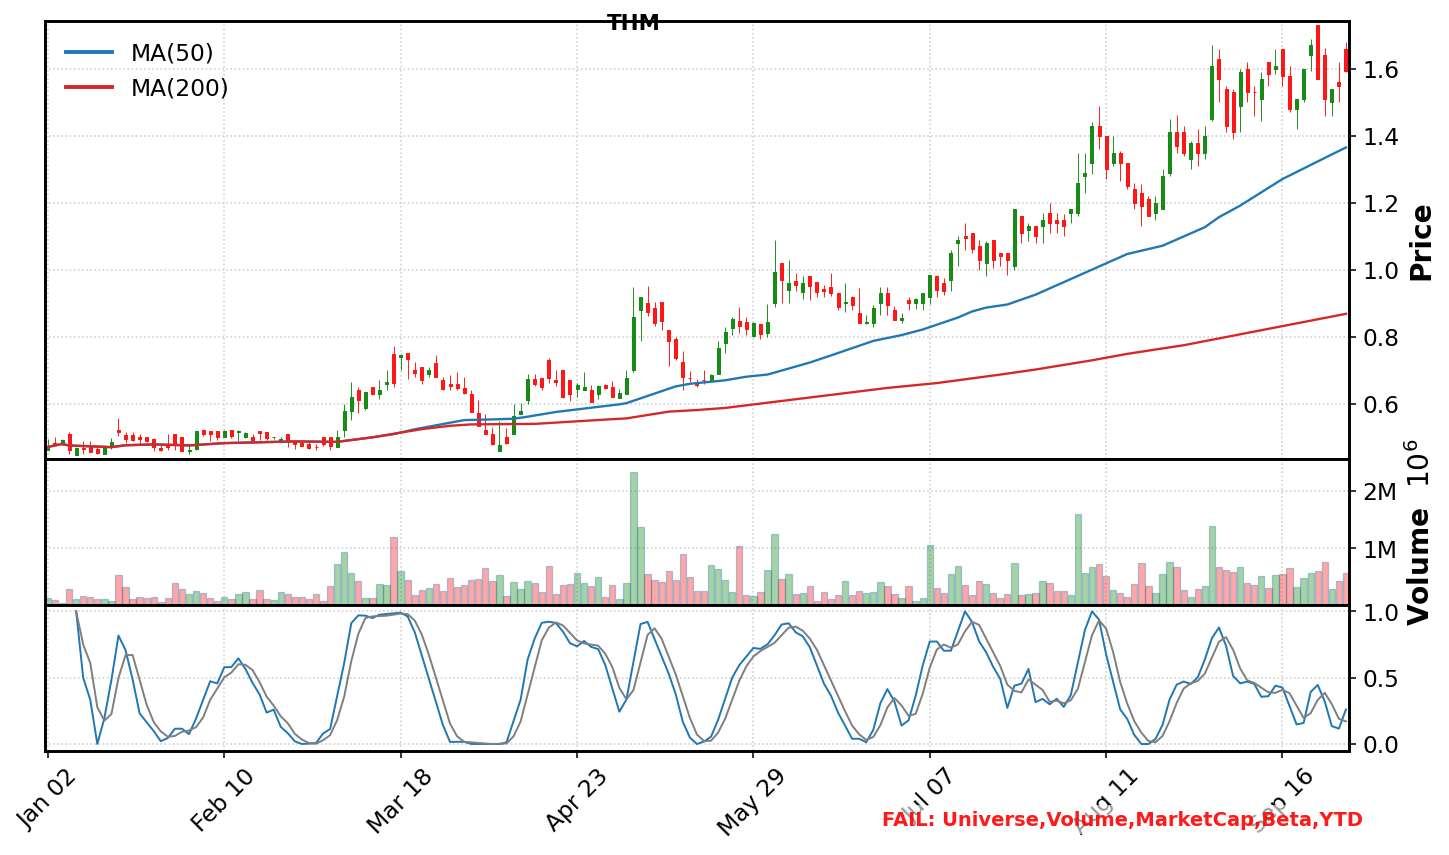 THM
MA(50)
MA(200)
1.6
1.4
1.2
1.0
0.8
0.6
Price
2M
1M
Volume 10^6
1.0
0.5
0.0
Jan 02
Feb 10
Mar 18
Apr 23
May 29
Jul 07
Aug 11
Sep 16
FAIL: Universe,Volume,MarketCap,Beta,YTD